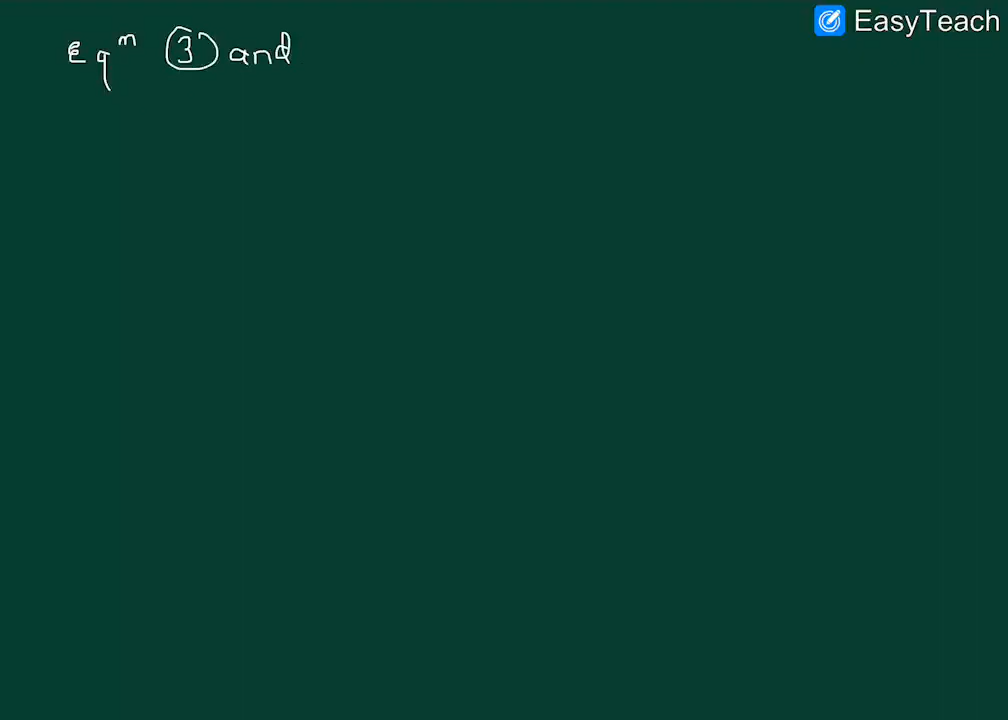 EasyTeach
Eqⁿ ③ and